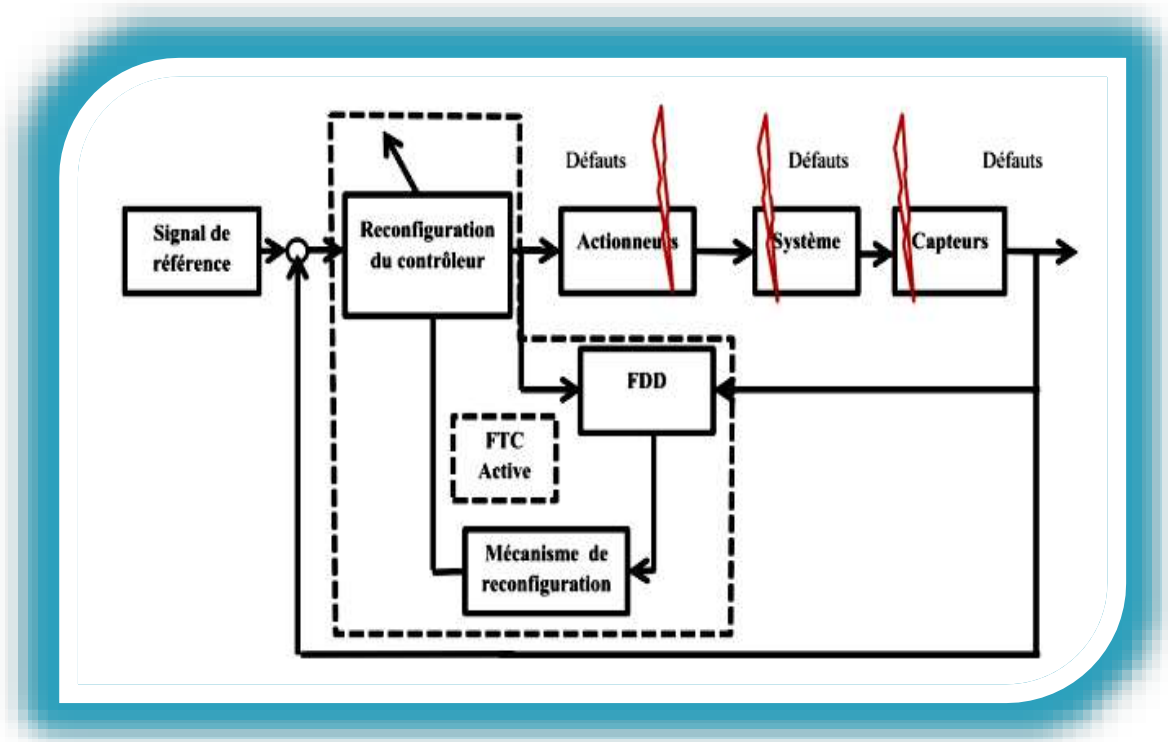 Défauts
Défauts
Défauts
Signal de
référence
Reconfiguration
du contrôleur
Actionneurs
Système
Capteurs
FDD
FTC
Active
Mécanisme de
reconfiguration